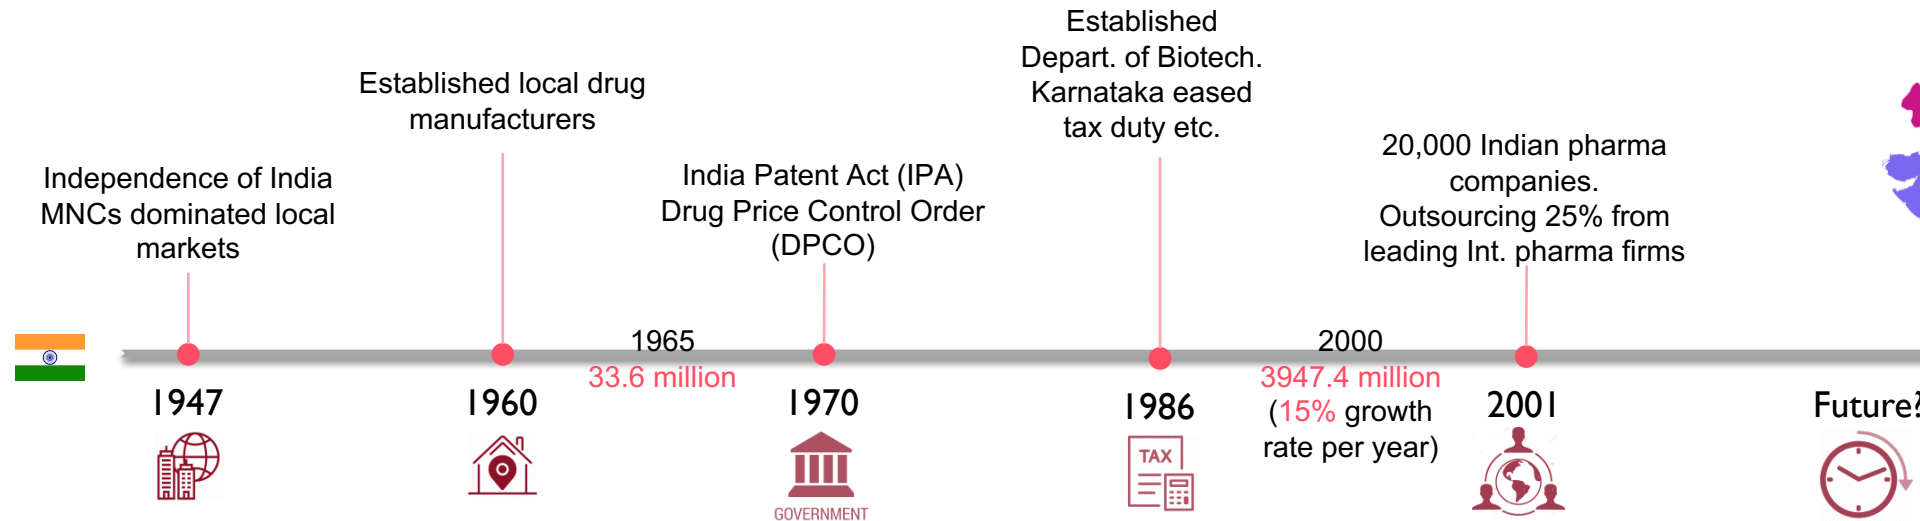 Independence of India
MNCs dominated local
markets
1947
Established local drug
manufacturers
1960
1965
33.6 million
India Patent Act (IPA)
Drug Price Control Order
(DPCO)
1970
GOVERNMENT
Established
Depart. of Biotech.
Karnataka eased
tax duty etc.
1986
TAX
2000
3947.4 million
(15% growth
rate per year)
20,000 Indian pharma
companies.
Outsourcing 25% from
leading Int. pharma firms
2001
Future?